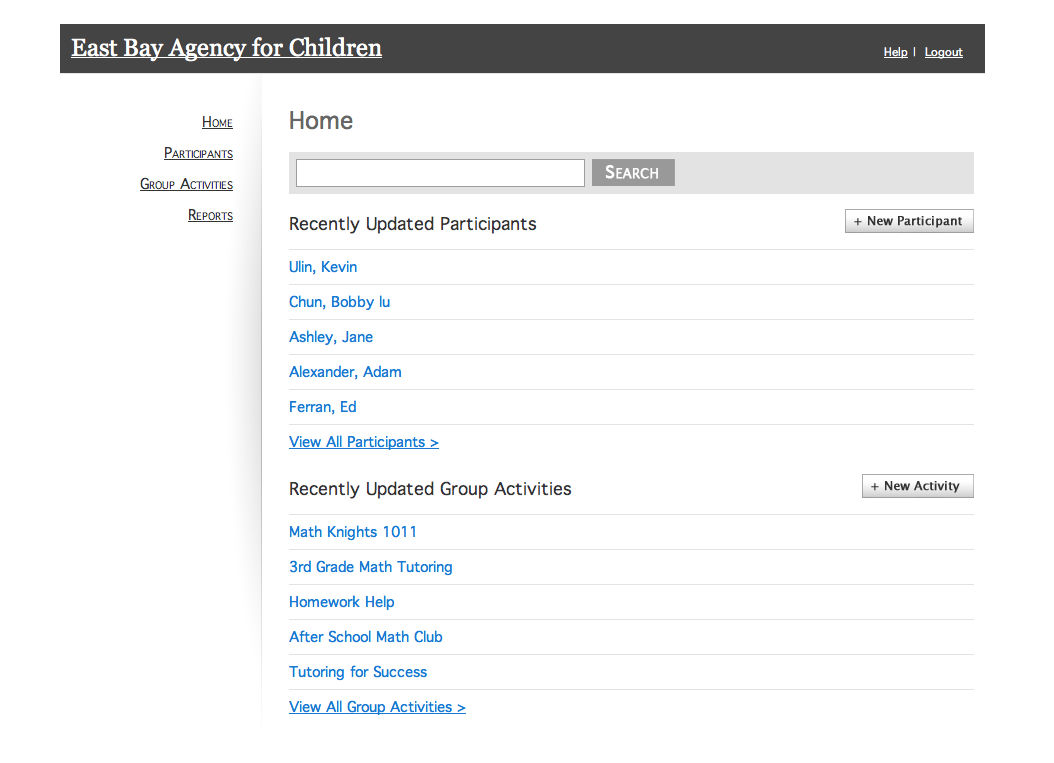 East Bay Agency for Children
Help | Logout
Home
Participants
Group Activities
Reports
Home
Search
Recently Updated Participants
+ New Participant
Ulin, Kevin
Chun, Bobby lu
Ashley, Jane
Alexander, Adam
Ferran, Ed
View All Participants >
Recently Updated Group Activities
+ New Activity
Math Knights 1011
3rd Grade Math Tutoring
Homework Help
After School Math Club
Tutoring for Success
View All Group Activities >